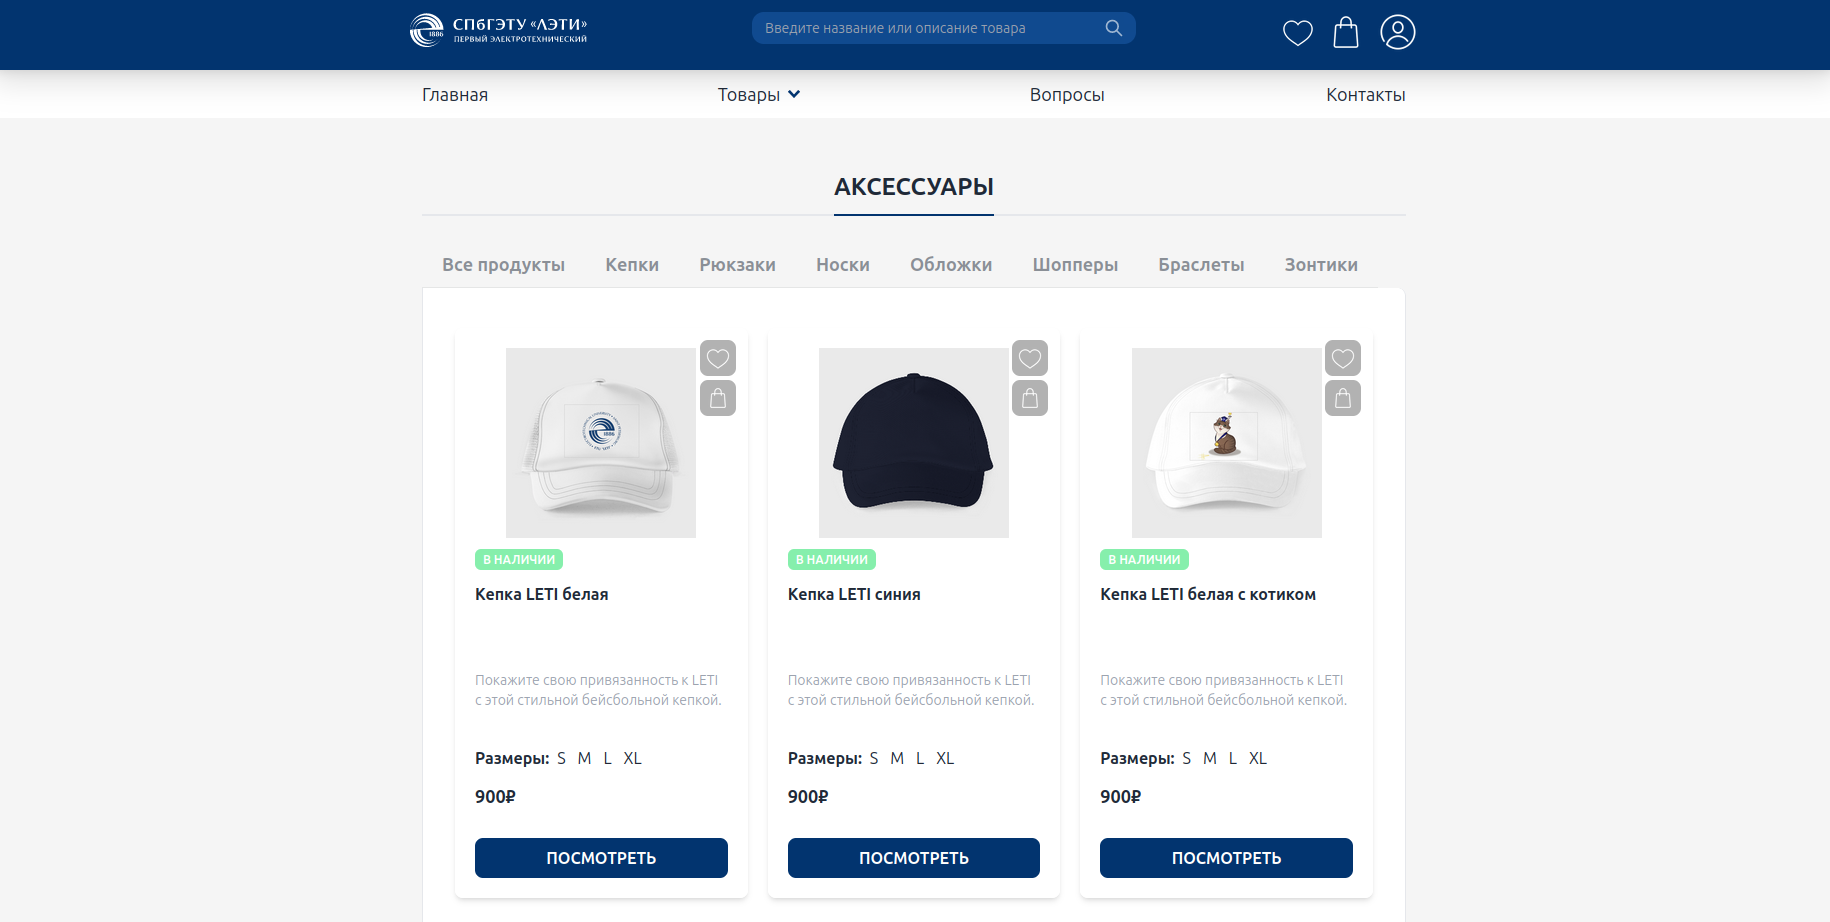 СПбГЭТУ «ЛЭТИ»
ПЕРВЫЙ ЭЛЕКТРОТЕХНИЧЕСКИЙ
1886
Введите название или описание товара
Главная
Товары
Вопросы
Контакты
АКСЕССУАРЫ
Все продукты
Кепки
Рюкзаки
Носки
Обложки
Шопперы
Браслеты
Зонтики
1886
В НАЛИЧИИ
Кепка LETI белая
Покажите свою привязанность к LETI
с этой стильной бейсбольной кепкой.
Размеры: S M L XL
900₽
ПОСМОТРЕТЬ
В НАЛИЧИИ
Кепка LETI синия
Покажите свою привязанность к LETI
с этой стильной бейсбольной кепкой.
Размеры: S M L XL
900₽
ПОСМОТРЕТЬ
В НАЛИЧИИ
Кепка LETI белая с котиком
Покажите свою привязанность к LETI
с этой стильной бейсбольной кепкой.
Размеры: S M L XL
900₽
ПОСМОТРЕТЬ